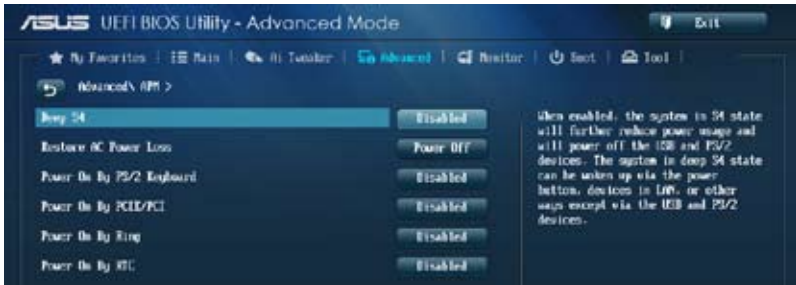 ASUS UEFI BIOS Utility - Advanced Mode
Exit
My Favorites
Main
Ai Tweaker
Advanced
Monitor
Boot
Tool
Advanced\ APM >
Deep S4
Disabled
Restore AC Power Loss
Power Off
Power On By PS/2 Keyboard
Disabled
Power On By PCIE/PCI
Disabled
Power On By Ring
Disabled
Power On By RTC
Disabled
When enabled, the system in S4 state
will further reduce power usage and
will power off the USB and PS/2
devices. The system in deep S4 state
can be woken up via the power
button, devices in LAN, or other
ways except via the USB and PS/2
devices.